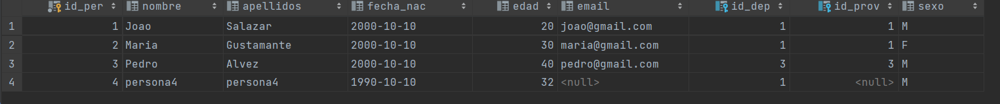 id_per nombre apellidos fecha_nac edad email id_dep id_prov sexo
1 1 Joao Salazar 2000-10-10 20 joao@gmail.com 1 1 M
2 2 Maria Gustamante 2000-10-10 30 maria@gmail.com 1 1 F
3 3 Pedro Alvez 2000-10-10 40 pedro@gmail.com 3 3 M
4 4 persona4 persona4 1990-10-10 32 <null> 1 <null> M